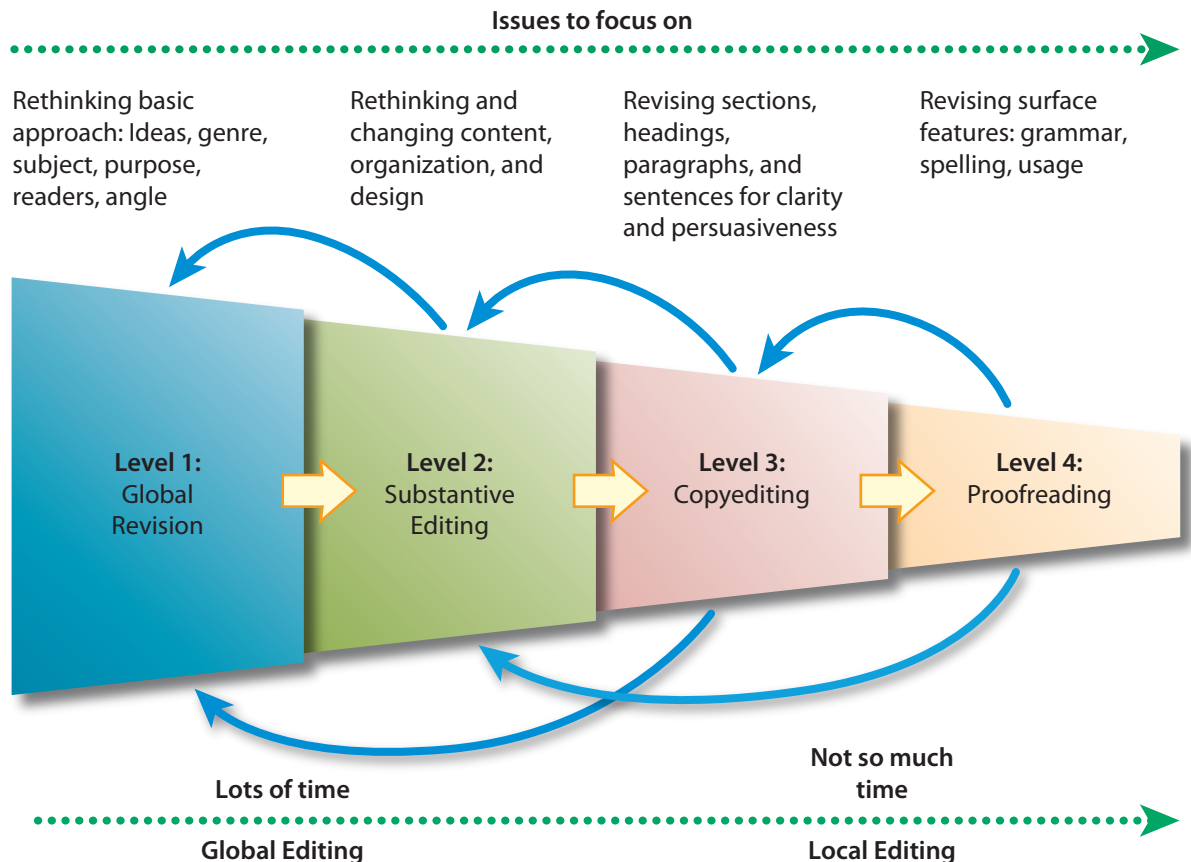 Issues to focus on
Rethinking basic
approach: Ideas, genre,
subject, purpose,
readers, angle
Rethinking and
changing content,
organization, and
design
Revising sections,
headings,
paragraphs, and
sentences for clarity
and persuasiveness
Revising surface
features: grammar,
spelling, usage
Level 1:
Global
Revision
Level 2:
Substantive
Editing
Level 3:
Copyediting
Level 4:
Proofreading
Lots of time
Not so much
time
Global Editing
Local Editing